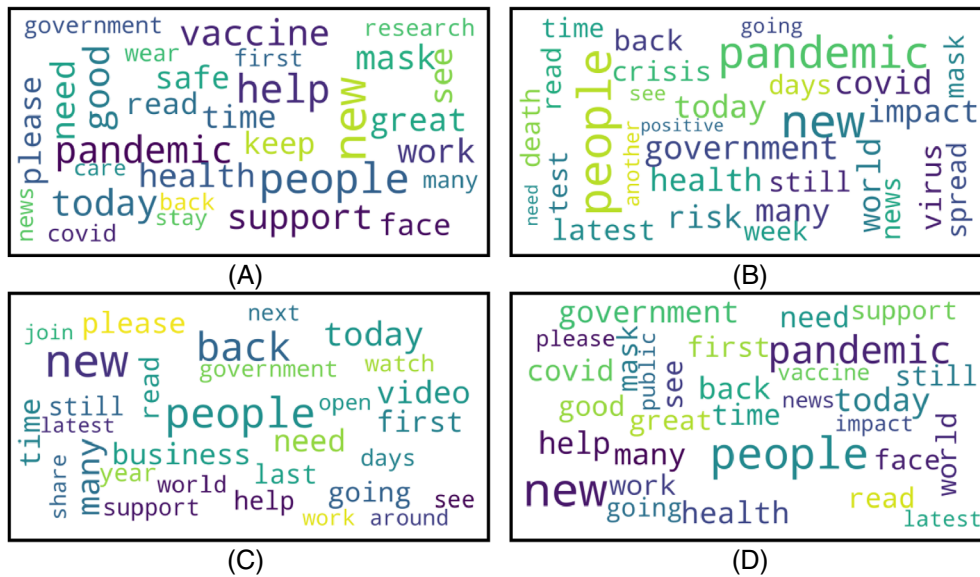 government
research
vaccine
wear
first
mask
see
need
good
safe
help
new
please
read
time
great
pandemic
keep
work
care
health
people
many
today
back
news
stay
support
face
covid
(A)
time
going
back
pandemic
mask
read
crisis
days
covid
people
see
today
new
impact
death
positive
government
test
another
health
still
world
virus
spread
need
risk
many
news
latest
week
(B)
next
join
please
today
new
back
government
watch
read
video
still
people
open
first
time
latest
need
many
business
last
days
year
share
world
going
support
help
see
work
around
(C)
government
need
support
please
mask
public
first
pandemic
covid
see
vaccine
still
back
good
news
today
great
time
impact
help
many
people
face
world
new
work
read
going
health
latest
(D)